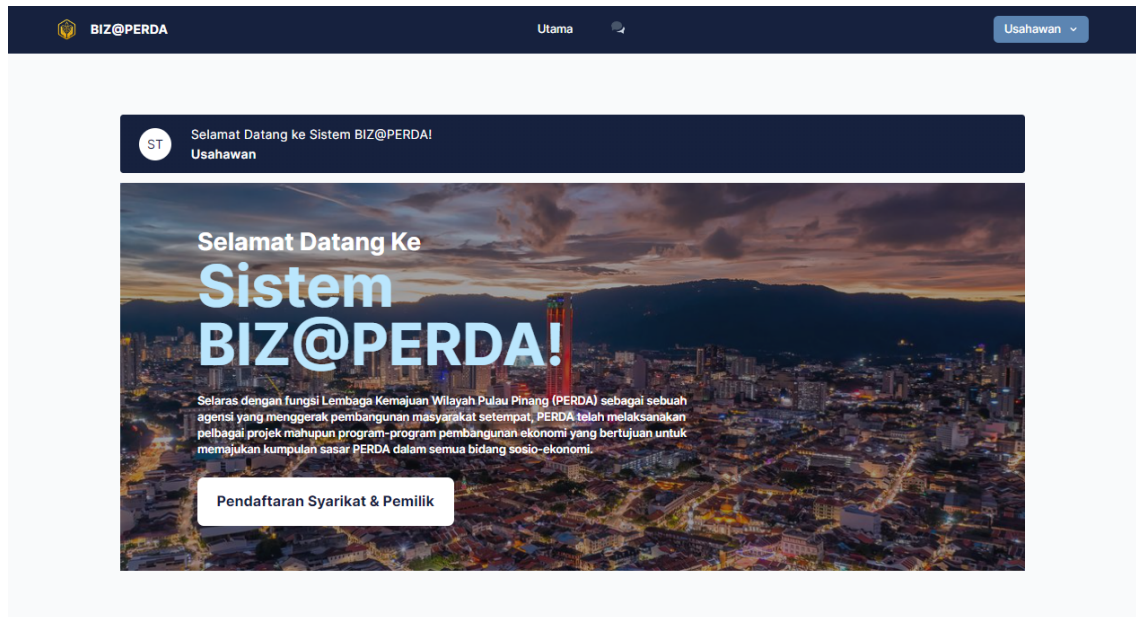 BIZ@PERDA
Utama
Usahawan
ST
Selamat Datang ke Sistem BIZ@PERDA!
Usahawan
Selamat Datang Ke
Sistem
BIZ@PERDA!
Selaras dengan fungsi Lembaga Kemajuan Wilayah Pulau Pinang (PERDA) sebagai sebuah
agensi yang menggerak pembangunan masyarakat setempat, PERDA telah melaksanakan
pelbagai projek mahupun program-program pembangunan ekonomi yang bertujuan untuk
memajukan kumpulan sasar PERDA dalam semua bidang sosio-ekonomi.
Pendaftaran Syarikat & Pemilik